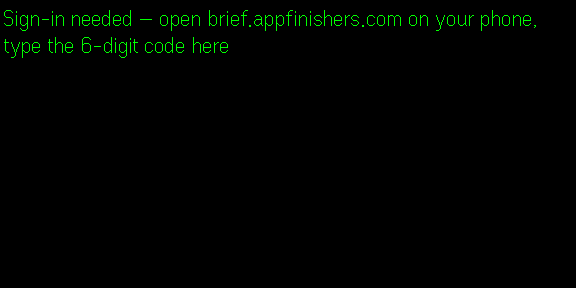 Sign-in needed — open brief.appfinishers.com on your phone,
type the 6-digit code here